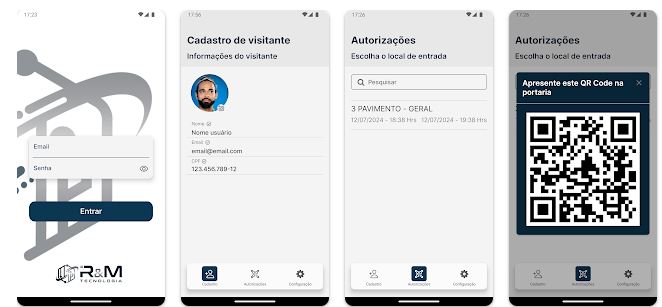 17:23
Email
Senha
Entrar
R&M
TECNOLOGIA
17:36
Cadastro de visitante
Informações do visitante
Nome
Nome usuário
Email
email@email.com
CPF
123.456.789-12
Cadastro
Autorizações
Configuração
17:26
Autorizações
Escolha o local de entrada
Pesquisar
3 PAVIMENTO - GERAL
12/07/2024 - 18:38 Hrs 12/07/2024 - 19:38 Hrs
Cadastro
Autorizações
Configuração
17:26
Autorizações
Escolha o local de entrada
Apresente este QR Code na
portaria
Cadastro
Autorizações
Configuração